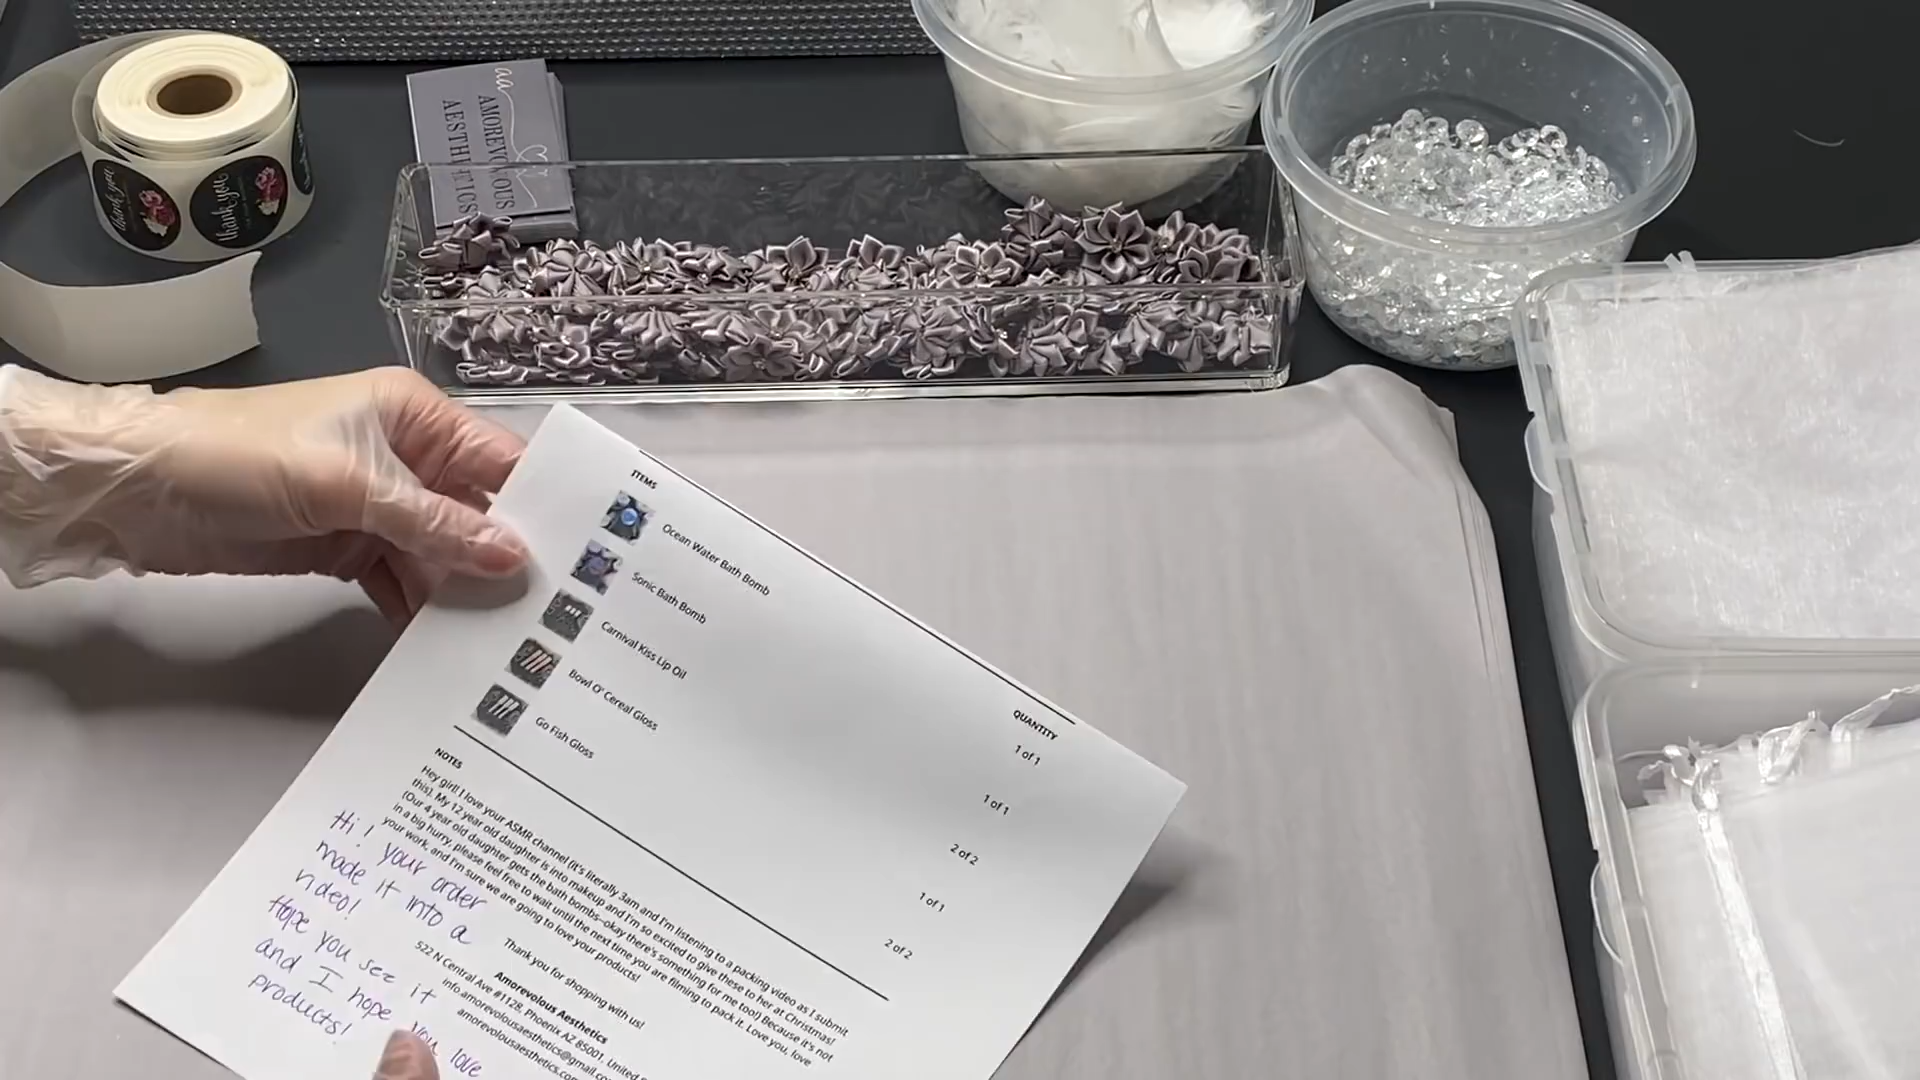 thank you
thank you
aa
AMOREVOLOUS
AESTHETICS
ITEMS
QUANTITY
Ocean Water Bath Bomb
1 of 1
Sonic Bath Bomb
1 of 1
Carnival Kiss Lip Oil
2 of 2
Bowl O' Cereal Gloss
1 of 1
Go Fish Gloss
2 of 2
NOTES
Hey girl! I love your ASMR channel (it's literally 3am and I'm listening to a packing video as I submit
this). My 12 year old daughter is into makeup and I'm so excited to give these to her at Christmas!
(Our 4 year old daughter gets the bath bombs--okay there's something for me too!) Because it's not
in a big hurry, please feel free to wait until the next time you are filming to pack it. Love you, love
your work, and I'm sure we are going to love your products!
Hi! your order
made it into a
video!
Hope you see it
and I hope you love
products!
Thank you for shopping with us!
Amorevolous Aesthetics
522 N Central Ave #1128, Phoenix AZ 85001, United
info.amorevolousaesthetics@gmail.co
amorevolousaesthetics.com